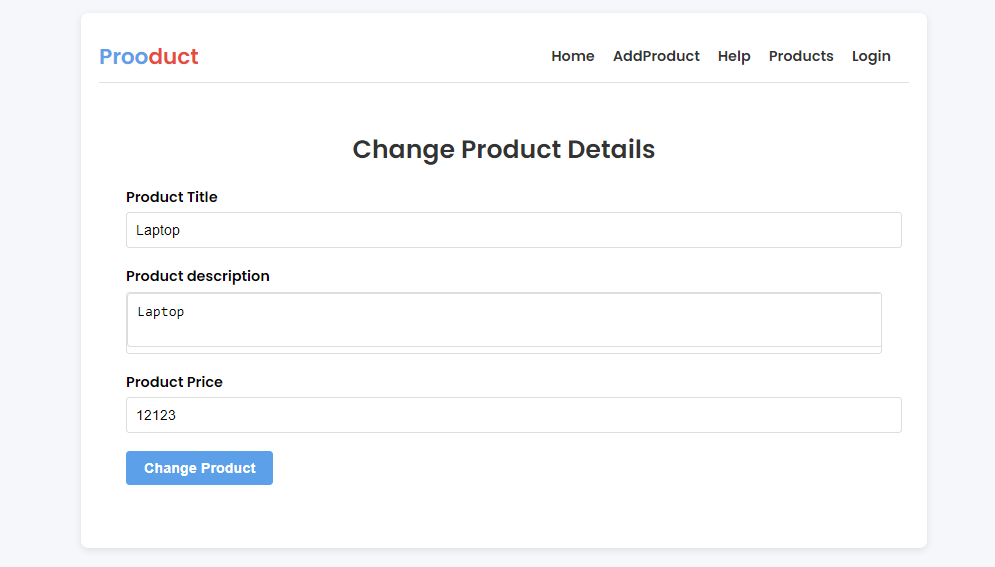 Prooduct
Home AddProduct Help Products Login
Change Product Details
Product Title
Laptop
Product description
Laptop
Product Price
12123
Change Product